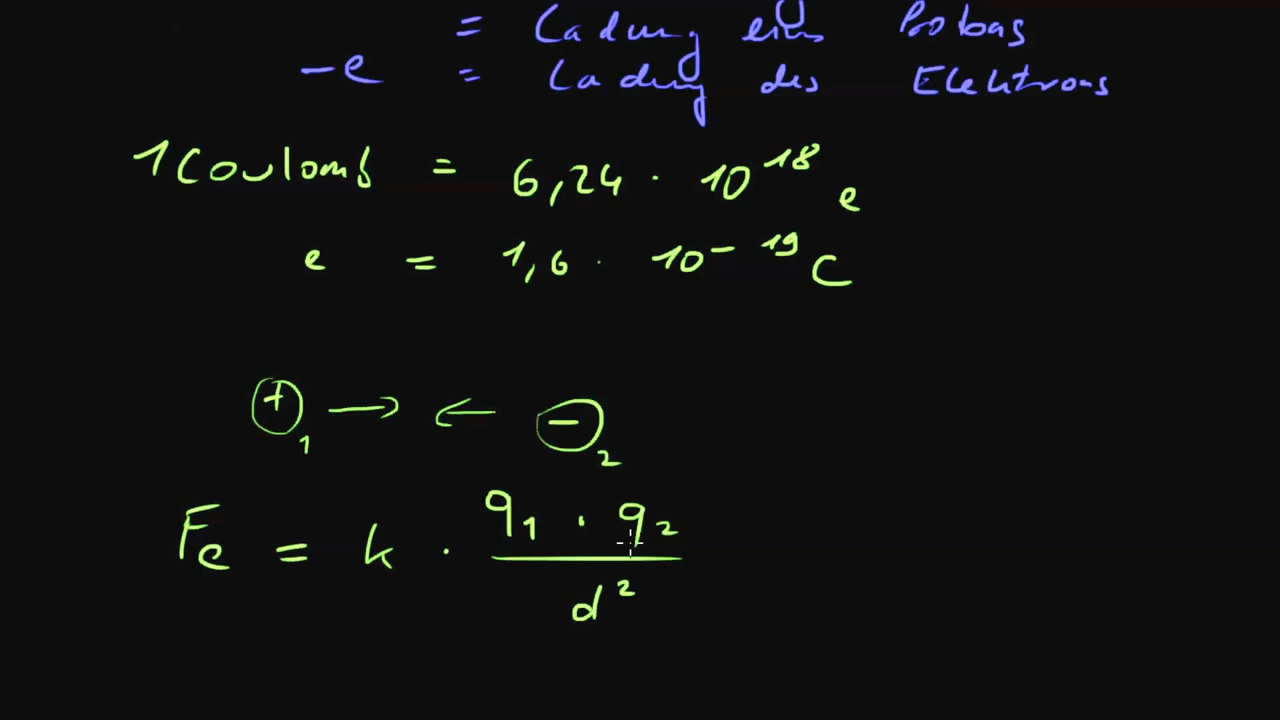 = Ladung eines Protons
-e = Ladung des Elektrons
1 Coulomb = 6,24 · 10^18 e
e = 1,6 · 10^-19 C
+ 1 → ← - 2
Fe = k · q1 · q2
d^2